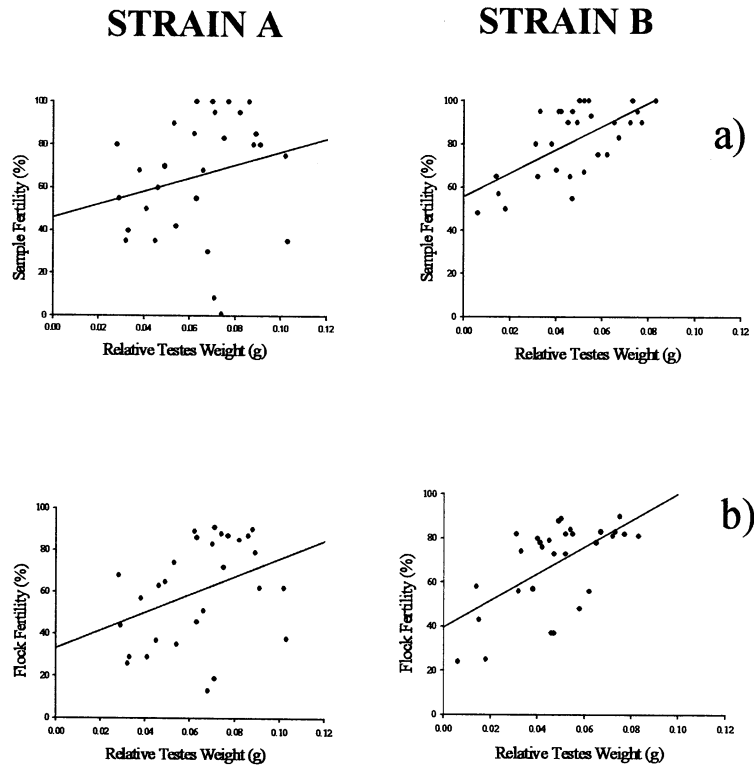 STRAIN A
STRAIN B
a)
Sample Fertility (%)
100
80
60
40
20
0
0.00 0.02 0.04 0.06 0.08 0.10 0.12
Relative Testes Weight (g)
Sample Fertility (%)
100
80
60
40
20
0
0.00 0.02 0.04 0.06 0.08 0.10 0.12
Relative Testes Weight (g)
b)
Flock Fertility (%)
100
80
60
40
20
0
0.00 0.02 0.04 0.06 0.08 0.10 0.12
Relative Testes Weight (g)
Flock Fertility (%)
100
80
60
40
20
0
0.00 0.02 0.04 0.06 0.08 0.10 0.12
Relative Testes Weight (g)